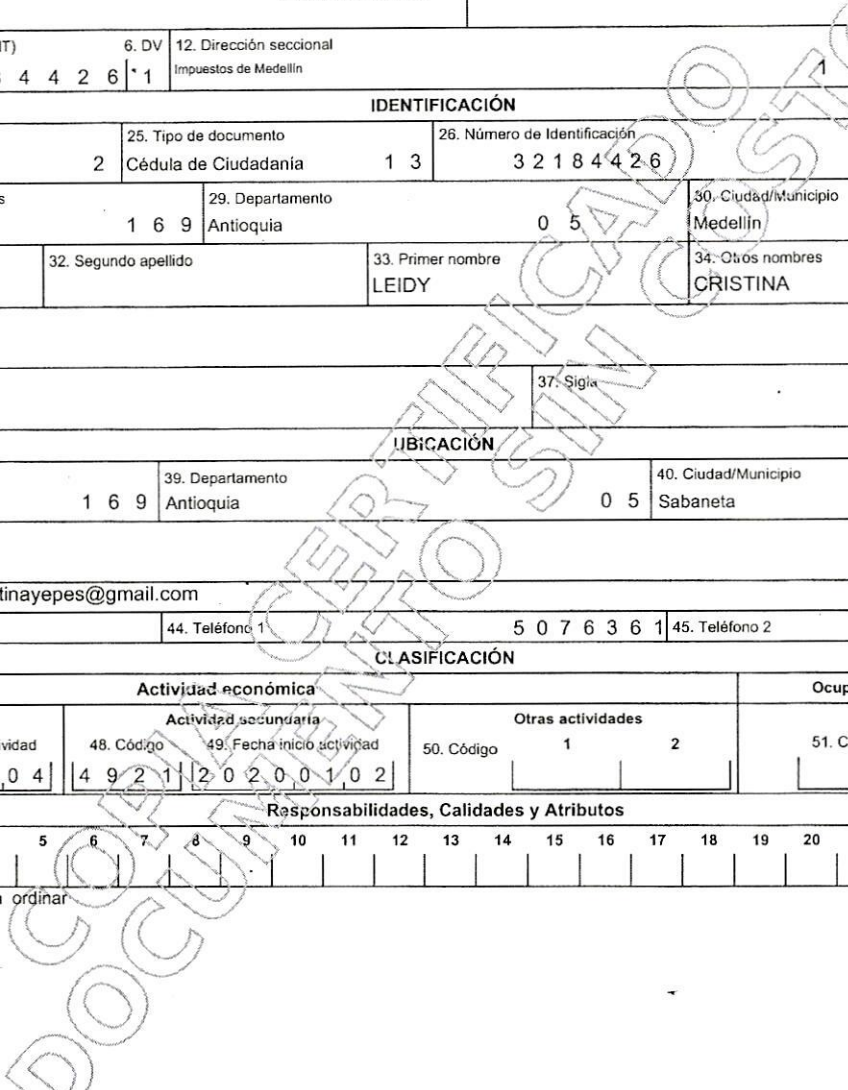 IT) 6. DV 12. Dirección seccional
4 4 2 6 1 Impuestos de Medellín 1
IDENTIFICACIÓN
25. Tipo de documento 26. Número de Identificación
2 Cédula de Ciudadanía 1 3 3 2 1 8 4 4 2 6
s 29. Departamento 30. Ciudad/Municipio
1 6 9 Antioquia 0 5 Medellín
32. Segundo apellido 33. Primer nombre 34. Otros nombres
LEIDY CRISTINA
37. Sigla
UBICACIÓN
39. Departamento 40. Ciudad/Municipio
1 6 9 Antioquia 0 5 Sabaneta
tinayepes@gmail.com
44. Teléfono 1 5 0 7 6 3 6 1 45. Teléfono 2
CLASIFICACIÓN
Actividad económica Ocup
Actividad secundaria Otras actividades
vidad 48. Código 49. Fecha inicio actividad 50. Código 1 2 51. C
0 4 4 9 2 1 2 0 2 0 0 1 0 2
Responsabilidades, Calidades y Atributos
5 6 7 8 9 10 11 12 13 14 15 16 17 18 19 20
ordinar
COPIA CERTIFICADO
DOCUMENTO SIN COSTO